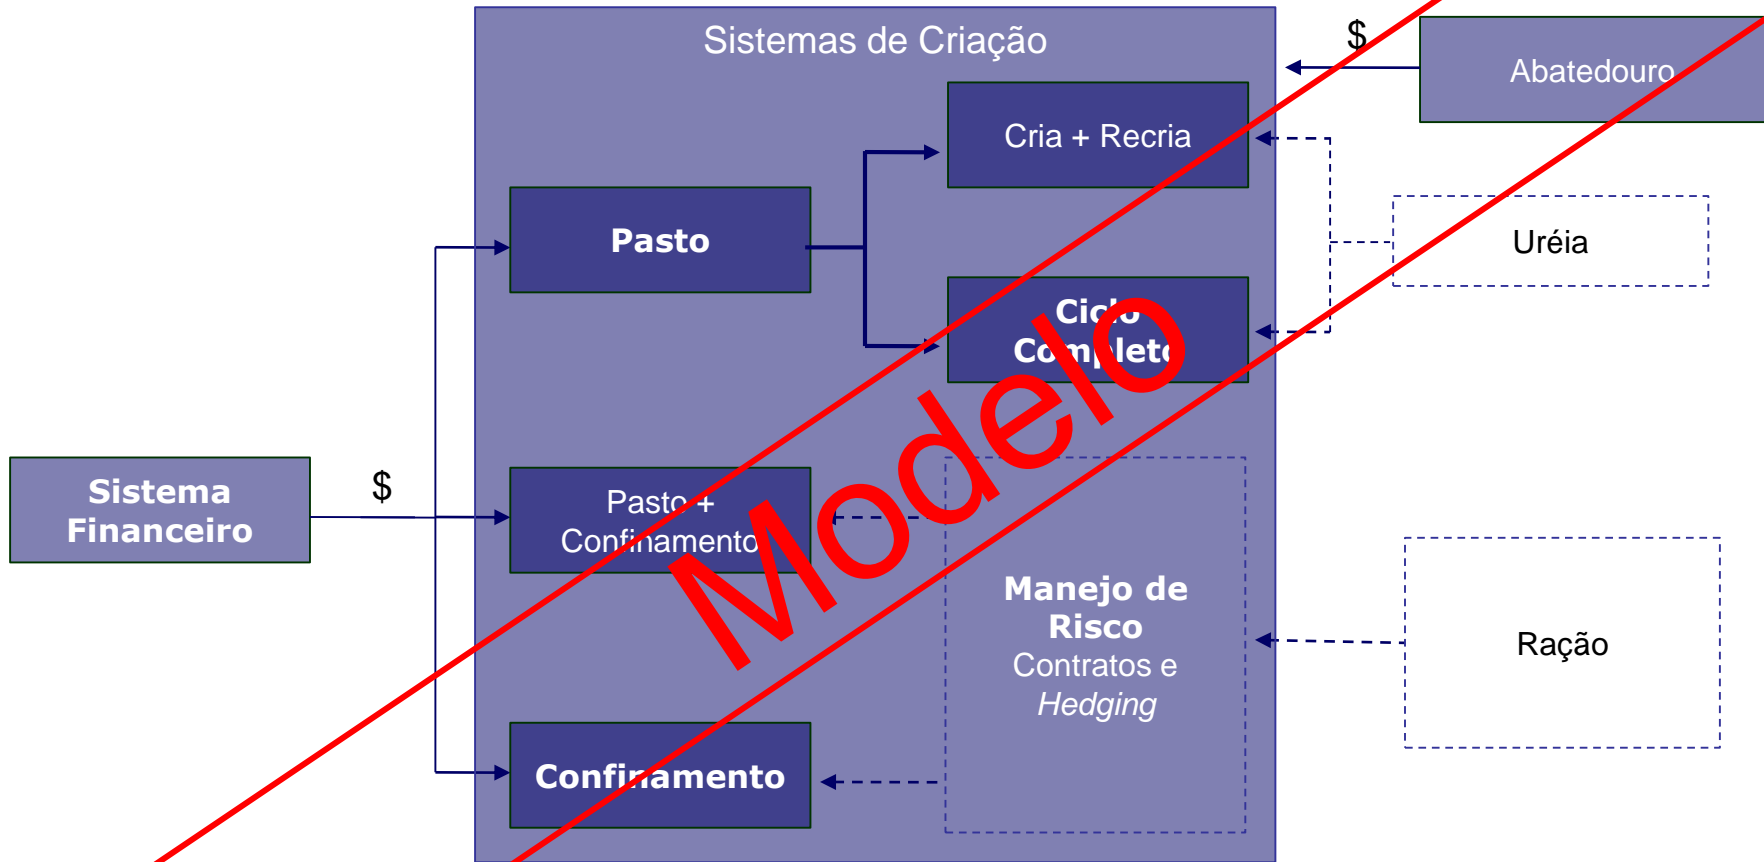 Sistemas de Criação
$
Abatedouro
Cria + Recria
Pasto
Uréia
Ciclo
Completo
Sistema
Financeiro
$
Pasto +
Confinamento
Manejo de
Risco
Contratos e
Hedging
Ração
Confinamento
Modelo